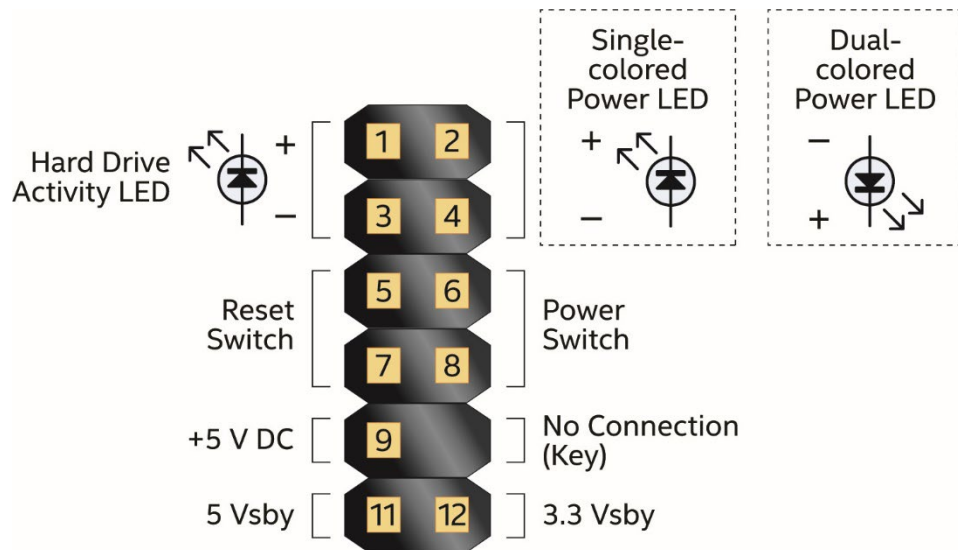 Single-
colored
Power LED
Dual-
colored
Power LED
Hard Drive
Activity LED
+
−
1 2
3 4
+
−
−
+
Reset
Switch
5 6
7 8
Power
Switch
+5 V DC
9
No Connection
(Key)
5 Vsby
11 12
3.3 Vsby